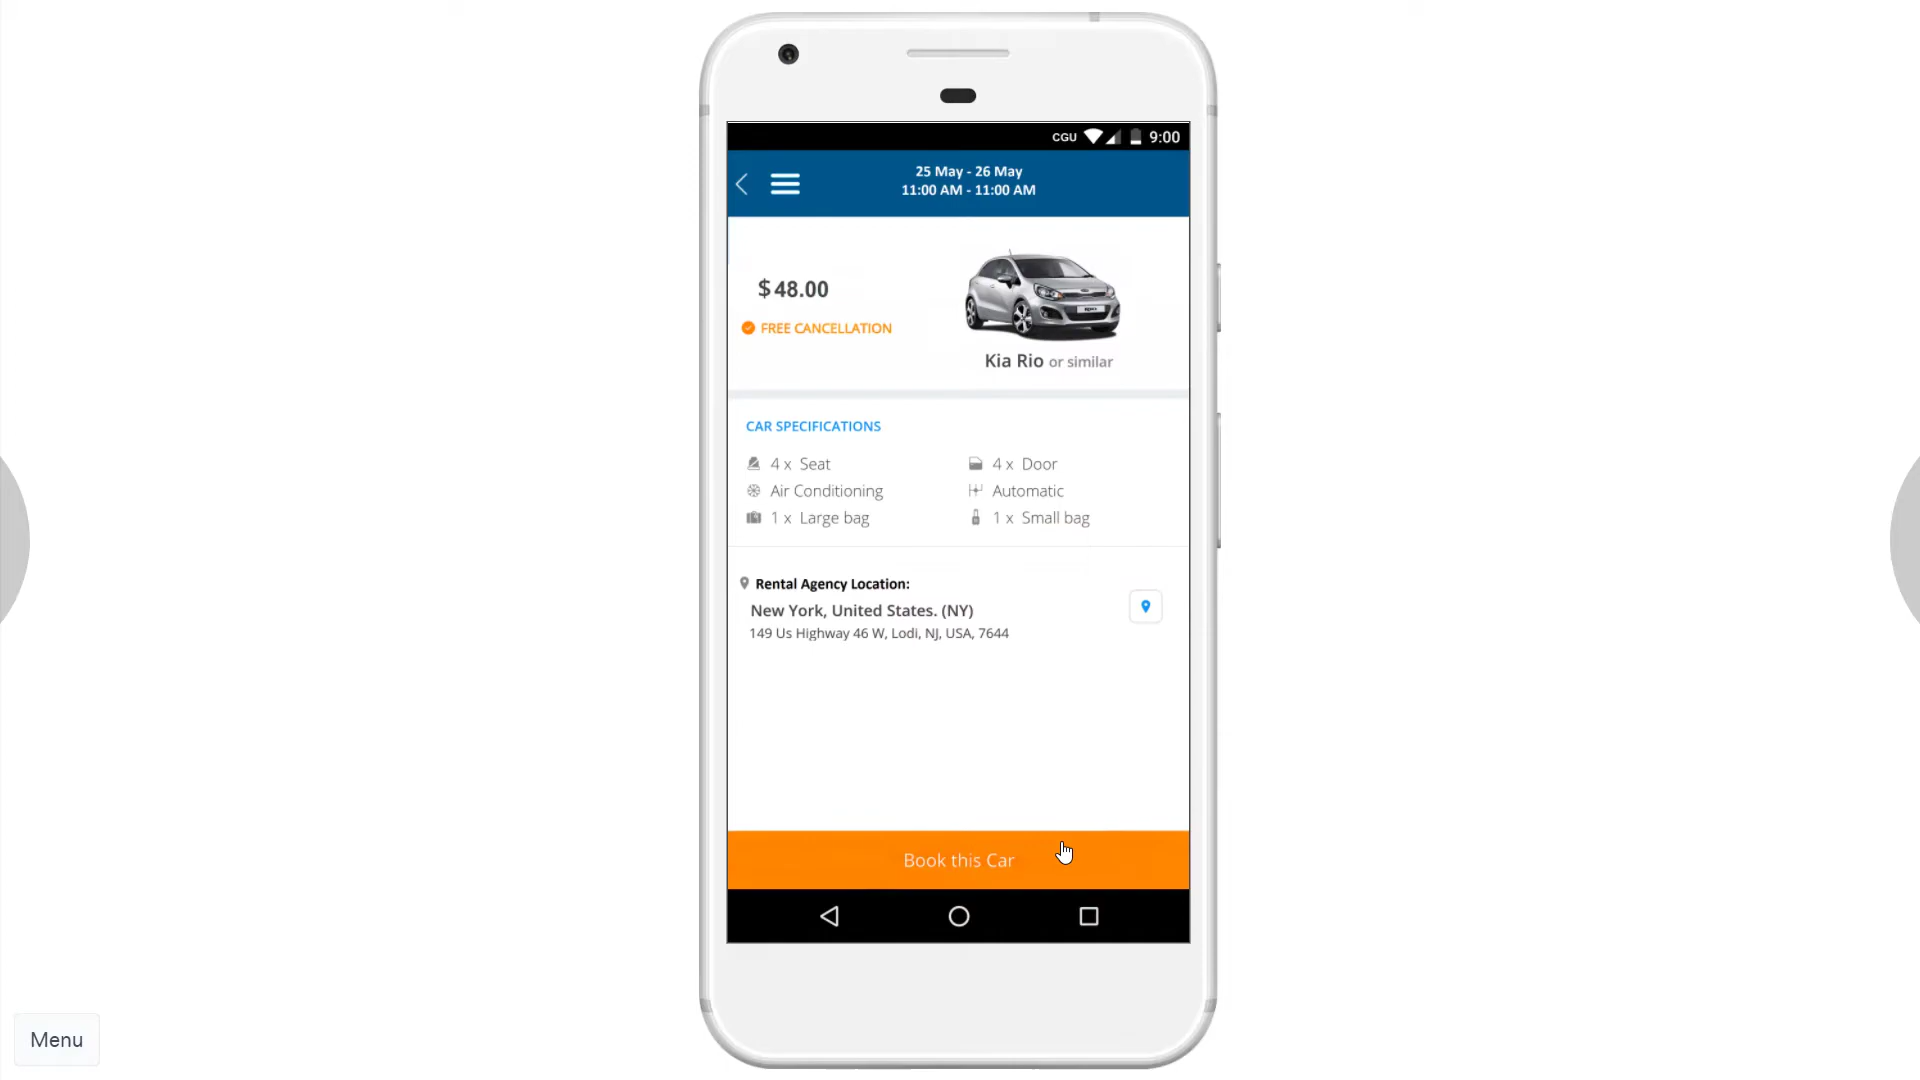 CGU 9:00
25 May - 26 May
11:00 AM - 11:00 AM
$ 48.00
FREE CANCELLATION
Kia Rio or similar
CAR SPECIFICATIONS
4 x Seat
4 x Door
Air Conditioning
Automatic
1 x Large bag
1 x Small bag
Rental Agency Location:
New York, United States. (NY)
149 Us Highway 46 W, Lodi, NJ, USA, 7644
Book this Car
Menu